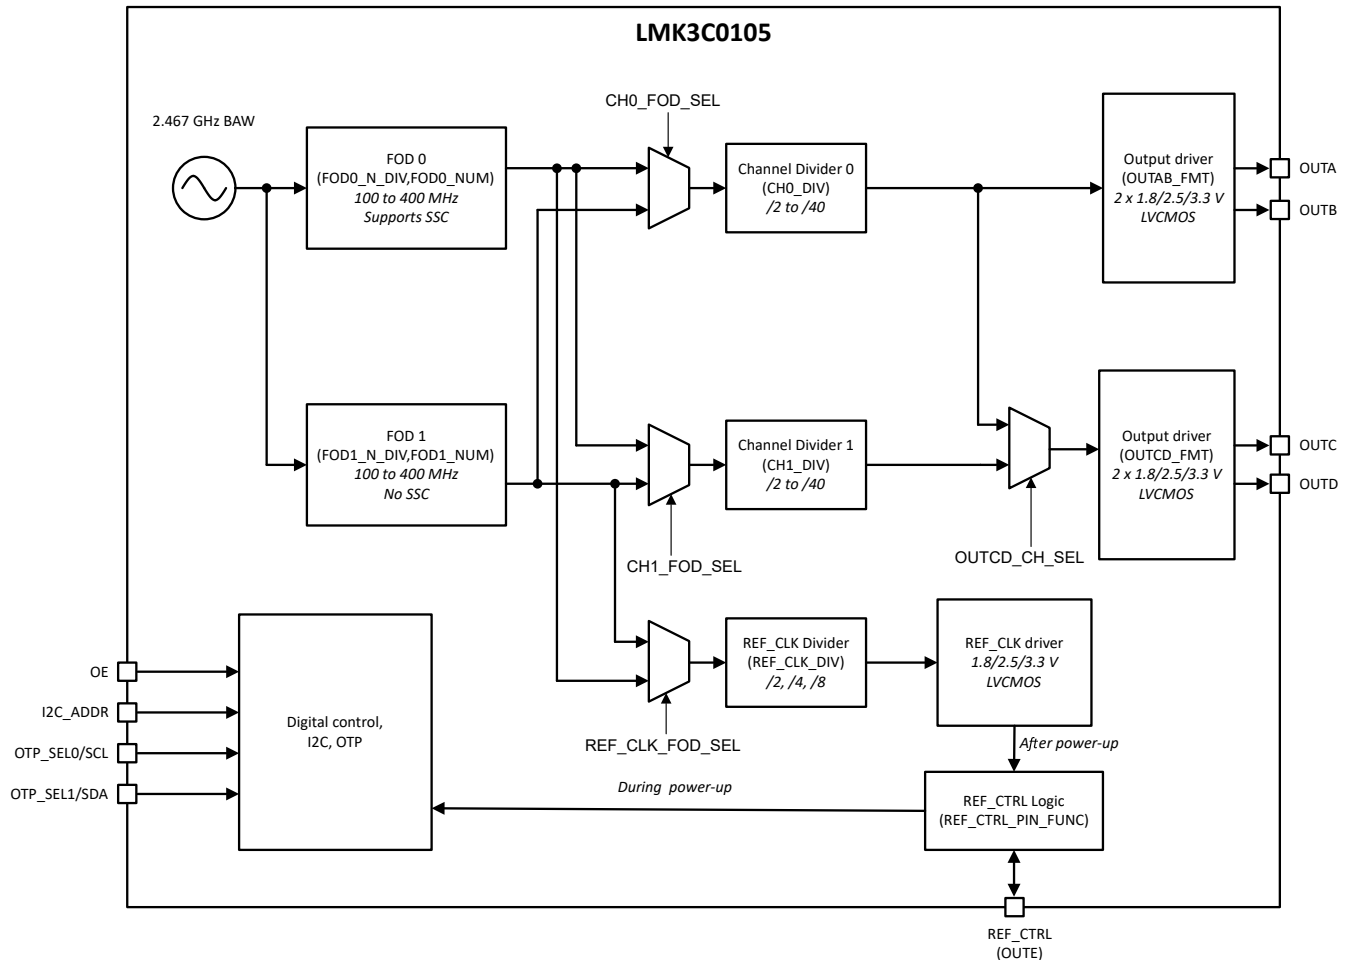 LMK3C0105
CH0_FOD_SEL
2.467 GHz BAW
FOD 0
(FOD0_N_DIV,FOD0_NUM)
100 to 400 MHz
Supports SSC
Channel Divider 0
(CH0_DIV)
/2 to /40
Output driver
(OUTAB_FMT)
2 x 1.8/2.5/3.3 V
LVCMOS
OUTA
OUTB
FOD 1
(FOD1_N_DIV,FOD1_NUM)
100 to 400 MHz
No SSC
Channel Divider 1
(CH1_DIV)
/2 to /40
Output driver
(OUTCD_FMT)
2 x 1.8/2.5/3.3 V
LVCMOS
OUTC
OUTD
CH1_FOD_SEL
OUTCD_CH_SEL
OE
I2C_ADDR
OTP_SEL0/SCL
OTP_SEL1/SDA
Digital control,
I2C, OTP
REF_CLK Divider
(REF_CLK_DIV)
/2, /4, /8
REF_CLK driver
1.8/2.5/3.3 V
LVCMOS
REF_CLK_FOD_SEL
After power-up
During power-up
REF_CTRL Logic
(REF_CTRL_PIN_FUNC)
REF_CTRL
(OUTE)